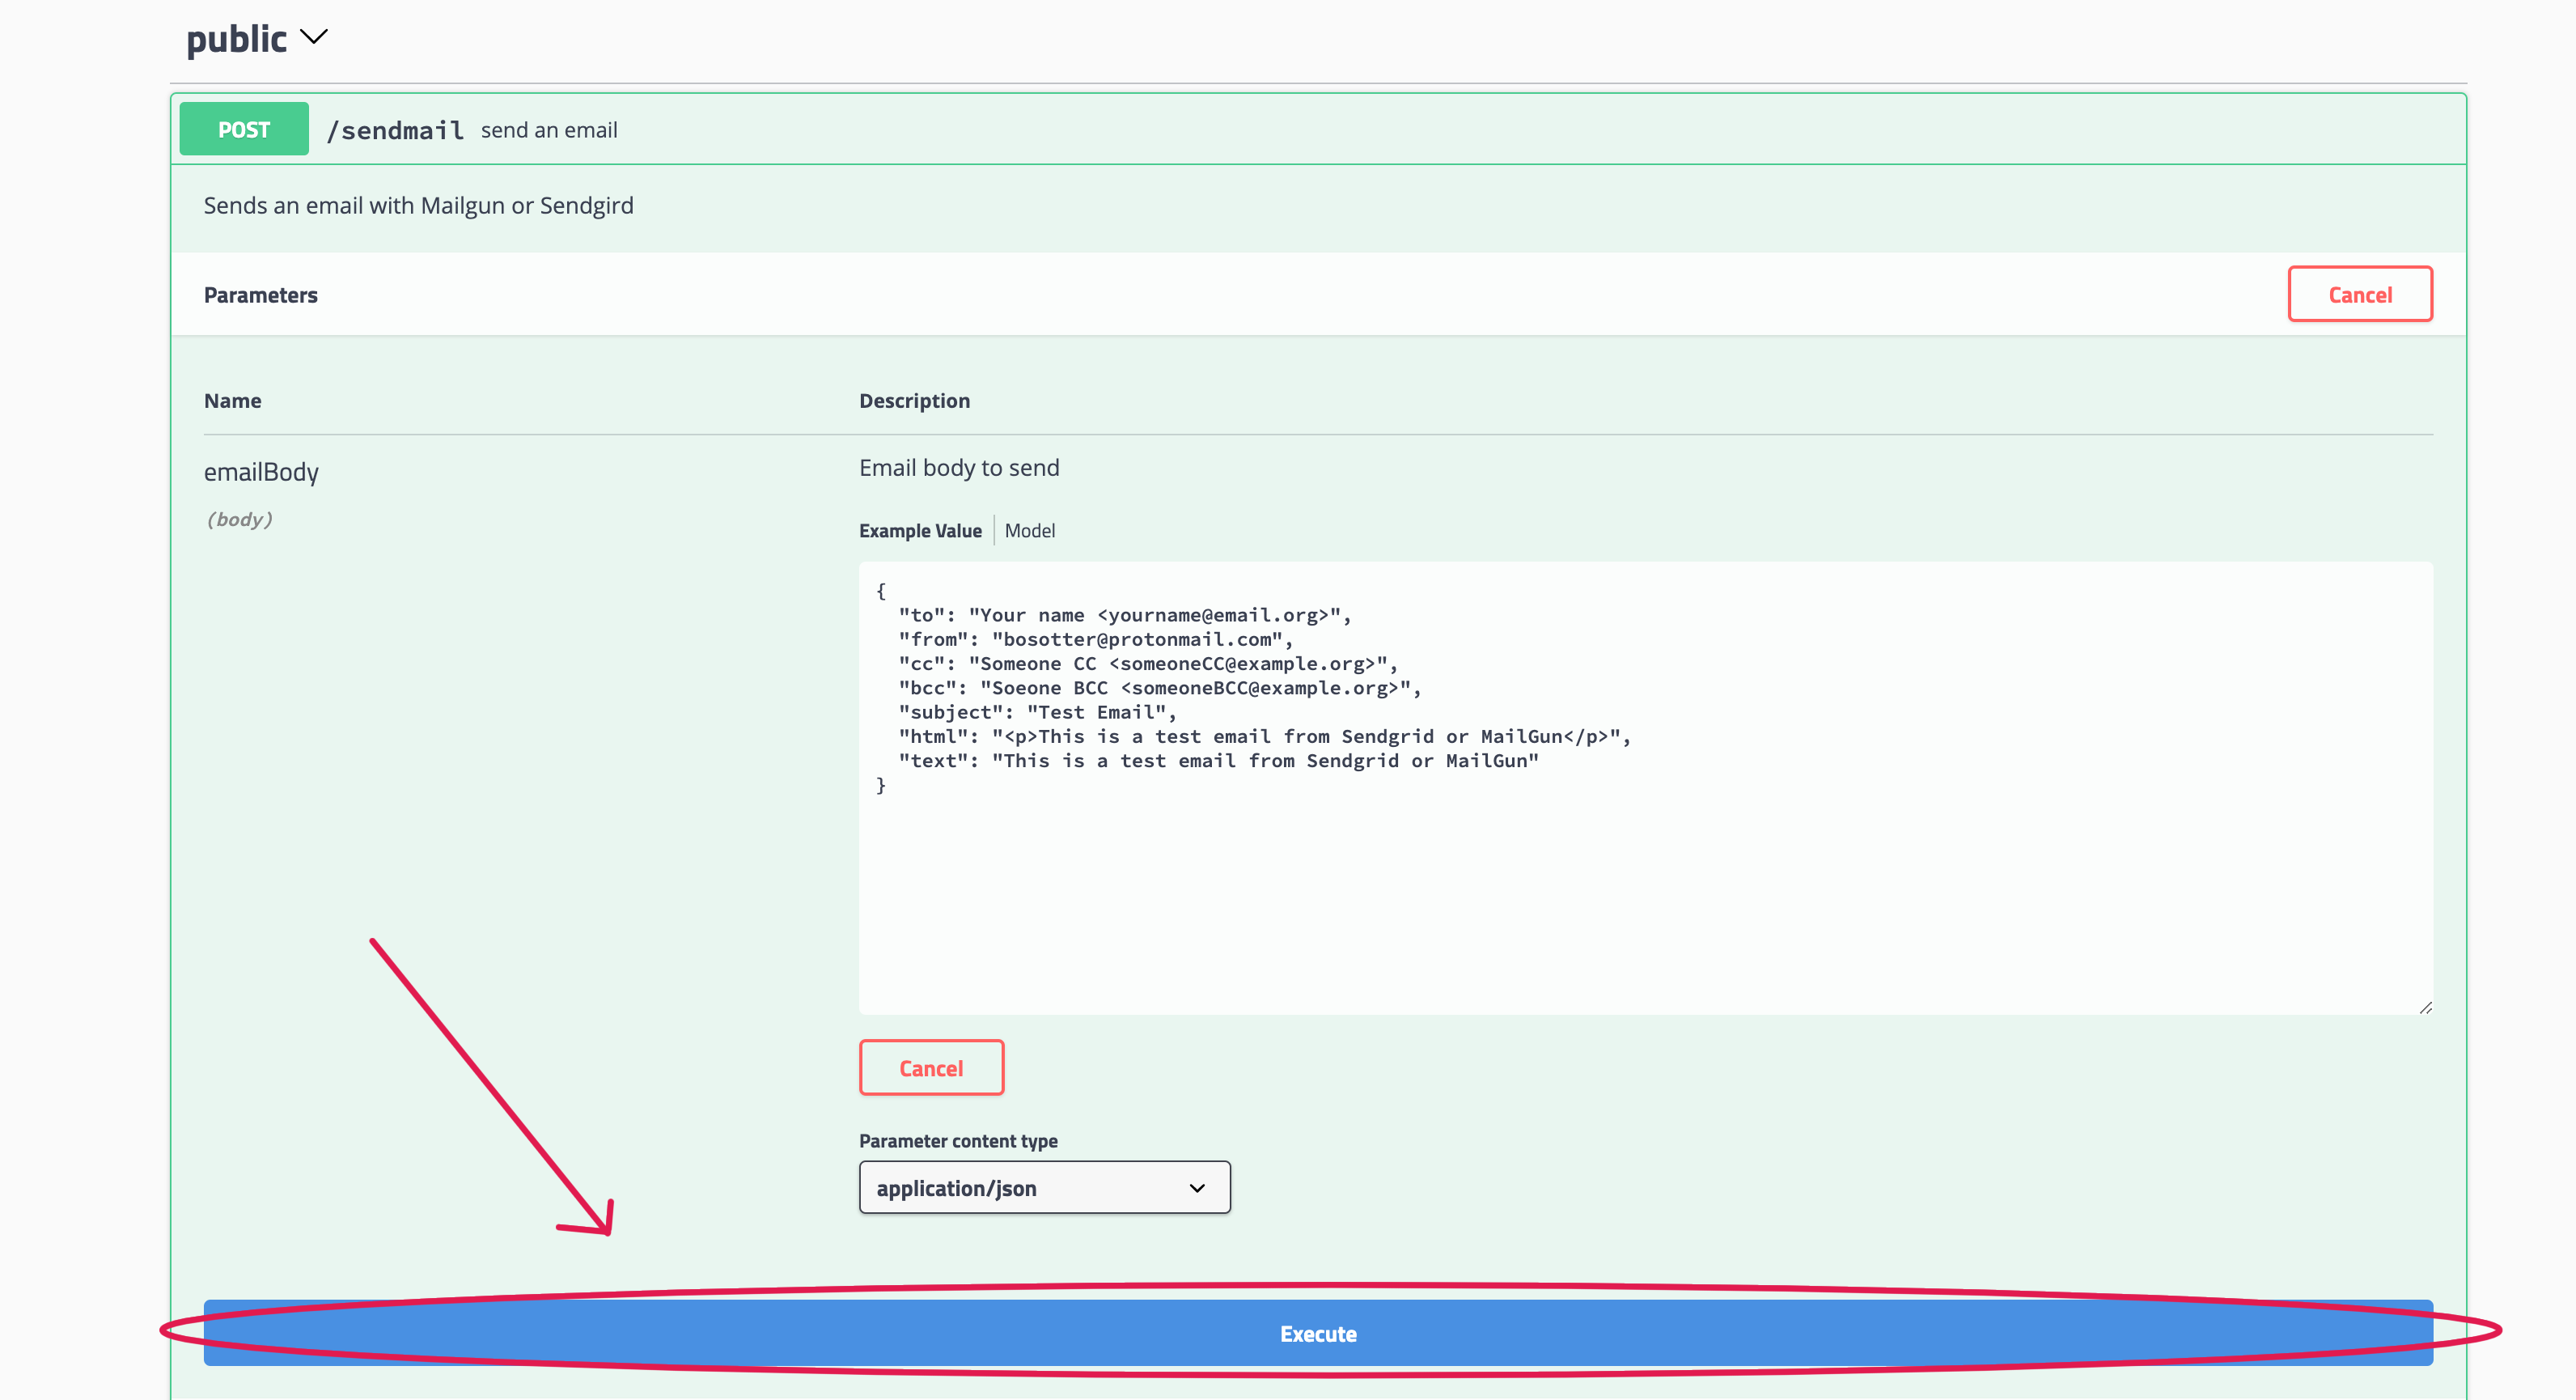 public
POST /sendmail send an email
Sends an email with Mailgun or Sendgird
Parameters
Cancel
Name Description
emailBody
(body)
Email body to send
Example Value Model
{
  "to": "Your name <yourname@email.org>",
  "from": "bosotter@protonmail.com",
  "cc": "Someone CC <someoneCC@example.org>",
  "bcc": "Soeone BCC <someoneBCC@example.org>",
  "subject": "Test Email",
  "html": "<p>This is a test email from Sendgrid or MailGun</p>",
  "text": "This is a test email from Sendgrid or MailGun"
}
Cancel
Parameter content type
application/json
Execute